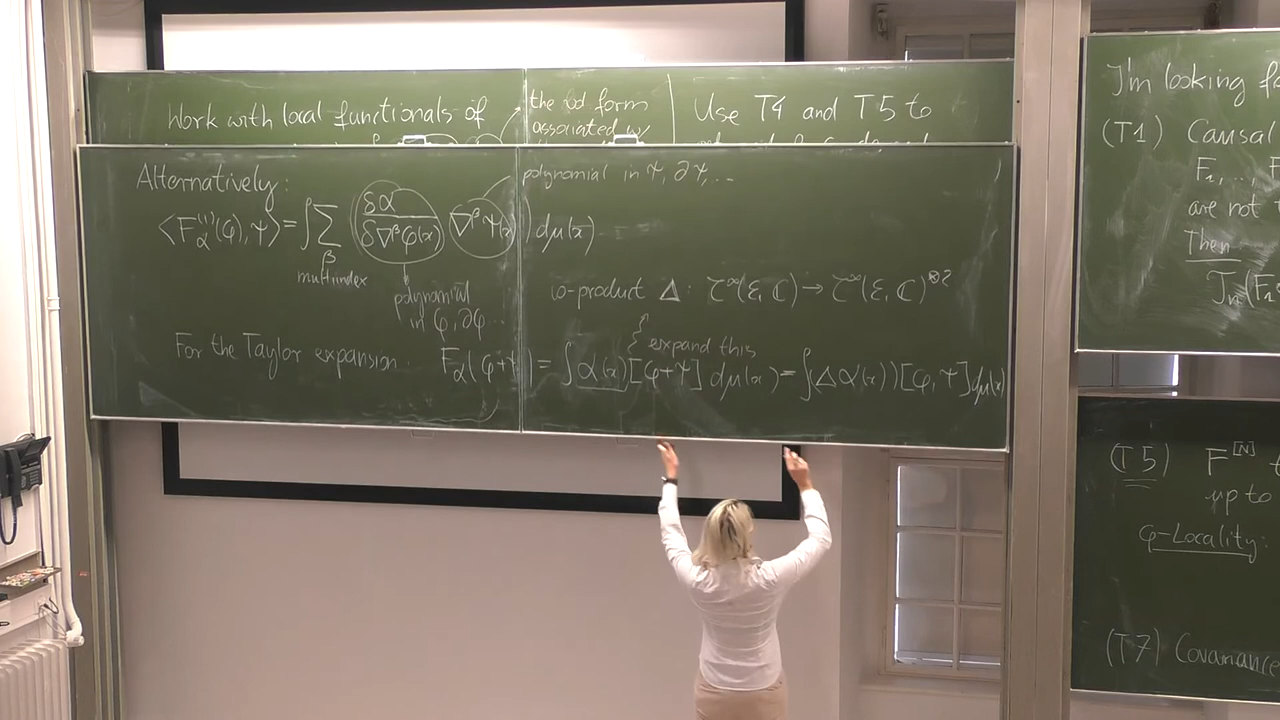 Work with local functionals of
the top form
associated w/
Use T4 and T5 to
Alternatively:
polynomial in Ψ, ∂Ψ,...
⟨F_α^{(1)}(φ),Ψ⟩ = ∫ Σ_β ( δα / δ∇^β φ(x) ) ∇^β Ψ(x) ) dμ(x)
multiindex
polynomial
in φ, ∂φ...
co-product Δ: 𝒞^∞(ℰ, ℂ) → 𝒞^∞(ℰ, ℂ)^{⊗2}
expand this
For the Taylor expansion F_α(φ+Ψ) = ∫ α(x)[φ+Ψ] dμ(x) = ∫(Δα(x))[φ,Ψ]dμ(x)
I'm looking
(T1) Causal
F_1, ...,
are not
Then
(T5) F^{[N]}
up to
φ-Locality:
(T7) Covariance